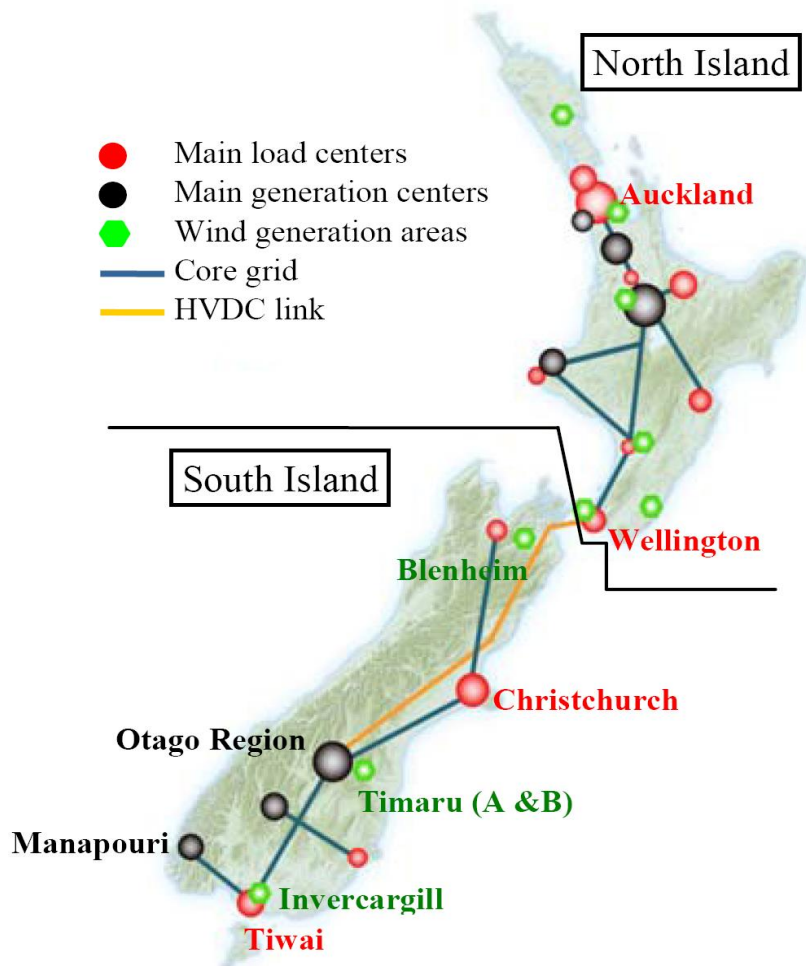 North Island
Main load centers
Main generation centers
Wind generation areas
Core grid
HVDC link
Auckland
South Island
Wellington
Blenheim
Christchurch
Otago Region
Timaru (A &B)
Manapouri
Invercargill
Tiwai